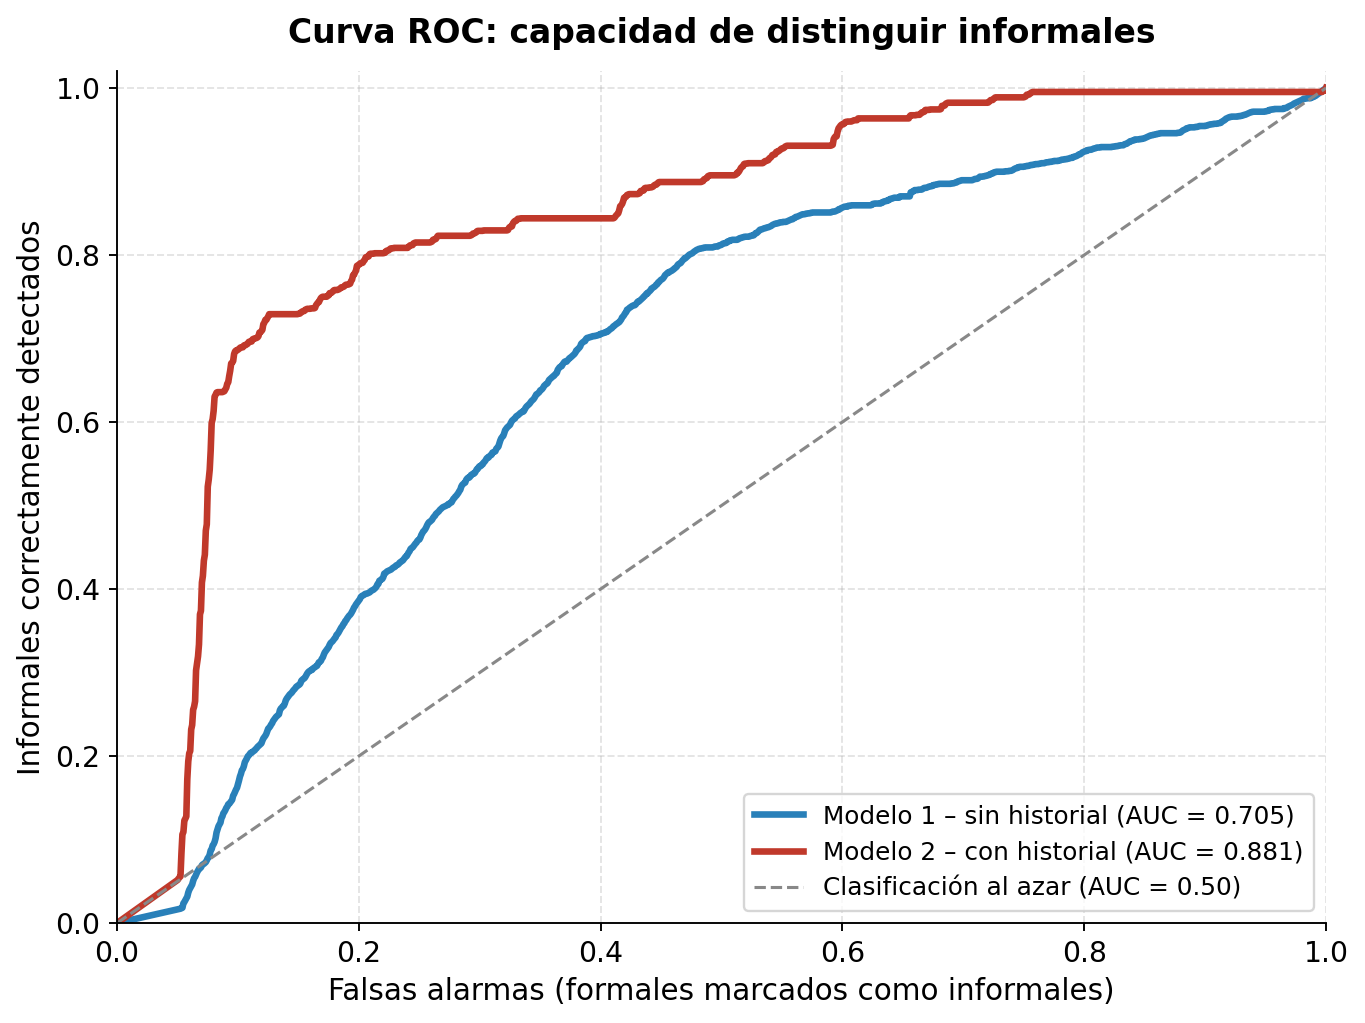 Curva ROC: capacidad de distinguir informales
Informales correctamente detectados
1.0
0.8
0.6
0.4
0.2
0.0
0.0 0.2 0.4 0.6 0.8 1.0
Falsas alarmas (formales marcados como informales)
Modelo 1 – sin historial (AUC = 0.705)
Modelo 2 – con historial (AUC = 0.881)
Clasificación al azar (AUC = 0.50)